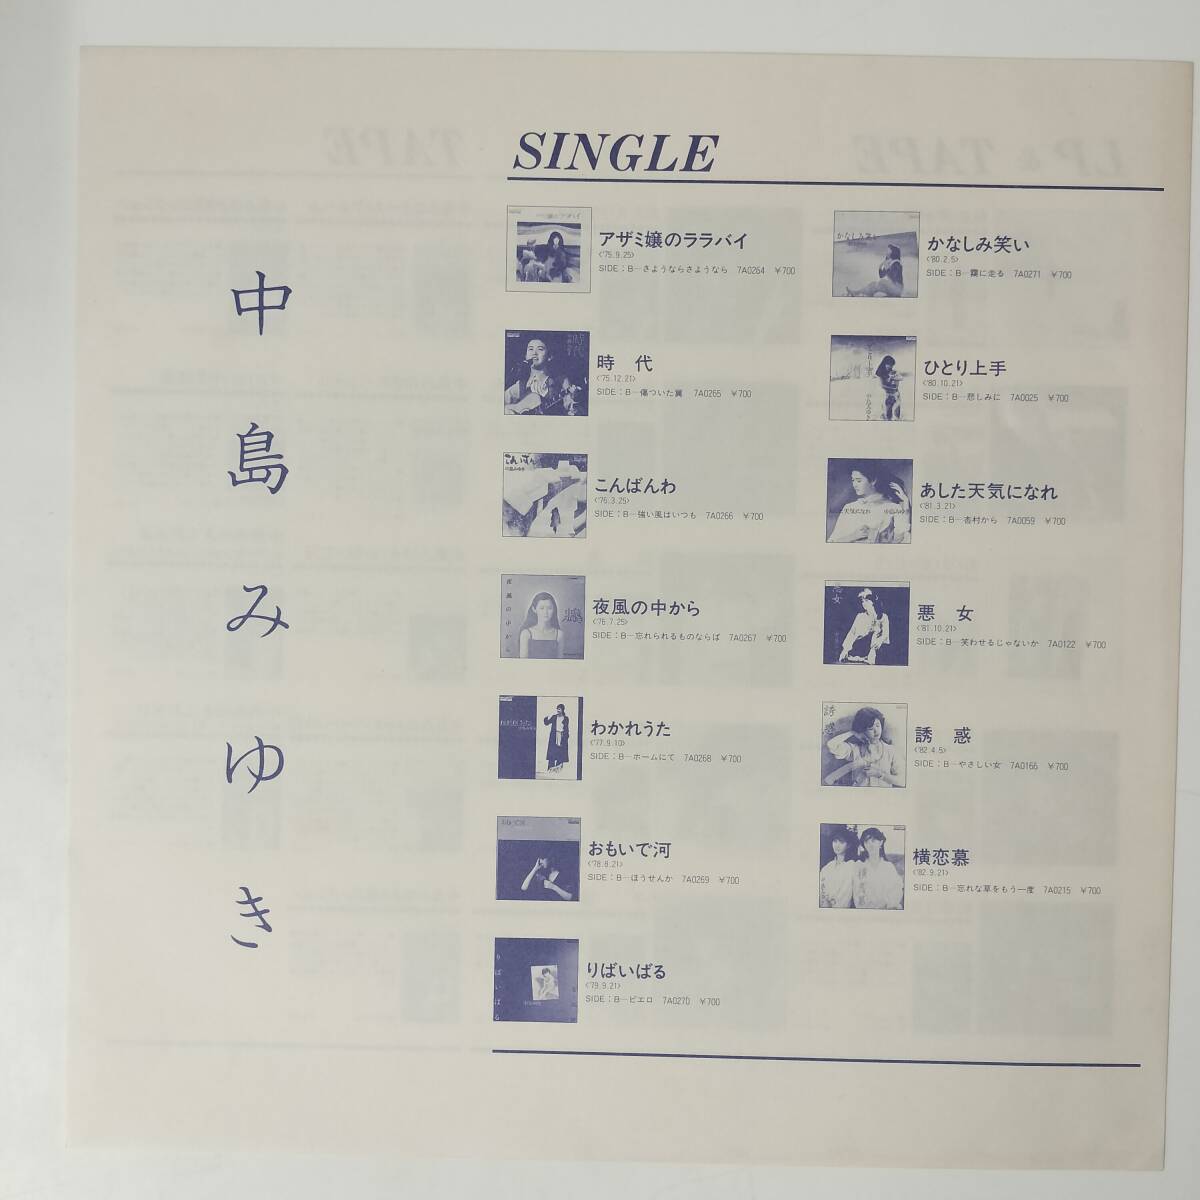 SINGLE
中島みゆき
アザミ嬢のララバイ
<'75.9.25>
SIDE：B—さようならさようなら 7A0264 ￥700
時 代
<'75.12.21>
SIDE：B—傷ついた翼 7A0265 ￥700
こんばんわ
<'76.3.25>
SIDE：B—強い風はいつも 7A0266 ￥700
夜風の中から
<'76.7.25>
SIDE：B—忘れられるものならば 7A0267 ￥700
わかれうた
<'77.9.10>
SIDE：B—ホームにて 7A0268 ￥700
おもいで河
<'78.8.21>
SIDE：B—ほうせんか 7A0269 ￥700
りばいばる
<'79.9.21>
SIDE：B—ピエロ 7A0270 ￥700
かなしみ笑い
<'80.2.5>
SIDE：B—霧に走る 7A0271 ￥700
ひとり上手
<'80.10.21>
SIDE：B—悲しみに 7A0025 ￥700
あした天気になれ
<'81.3.21>
SIDE：B—杏村から 7A0059 ￥700
悪 女
<'81.10.21>
SIDE：B—笑わせるじゃないか 7A0122 ￥700
誘 惑
<'82.4.5>
SIDE：B—やさしい女 7A0166 ￥700
横恋慕
<'82.9.21>
SIDE：B—忘れな草をもう一度 7A0215 ￥700